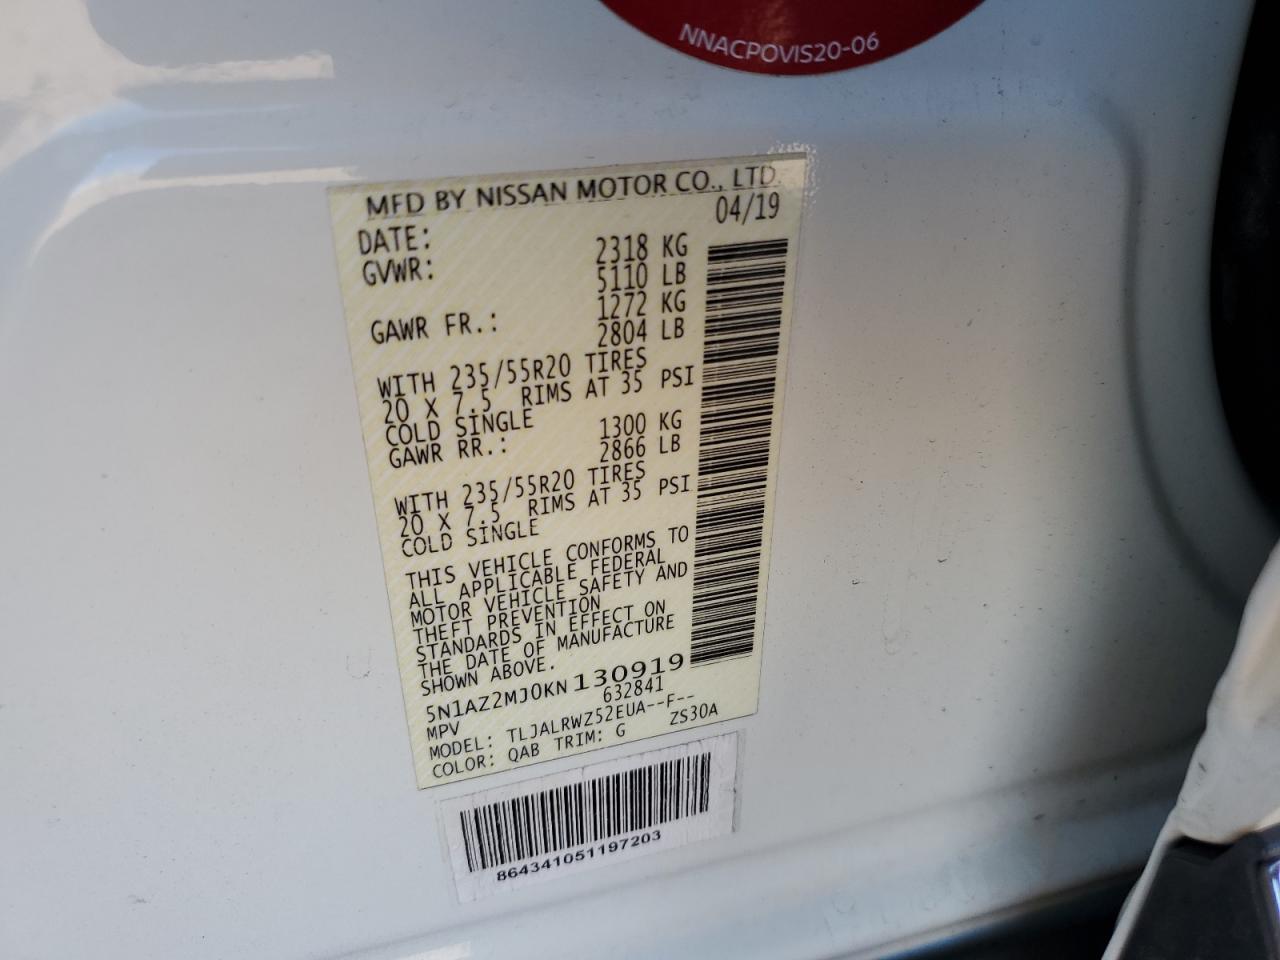 NNACPOVIS20-06
MFD BY NISSAN MOTOR CO., LTD.
DATE: 04/19
GVWR: 2318 KG
5110 LB
GAWR FR.: 1272 KG
2804 LB
WITH 235/55R20 TIRES
20 X 7.5 RIMS AT 35 PSI
COLD SINGLE
GAWR RR.: 1300 KG
2866 LB
WITH 235/55R20 TIRES
20 X 7.5 RIMS AT 35 PSI
COLD SINGLE
THIS VEHICLE CONFORMS TO
ALL APPLICABLE FEDERAL
MOTOR VEHICLE SAFETY AND
THEFT PREVENTION
STANDARDS IN EFFECT ON
THE DATE OF MANUFACTURE
SHOWN ABOVE.
5N1AZ2MJ0KN130919
MPV 632841
MODEL: TLJALRWZ52EUA--F--
COLOR: QAB TRIM: G ZS30A
864341051197203